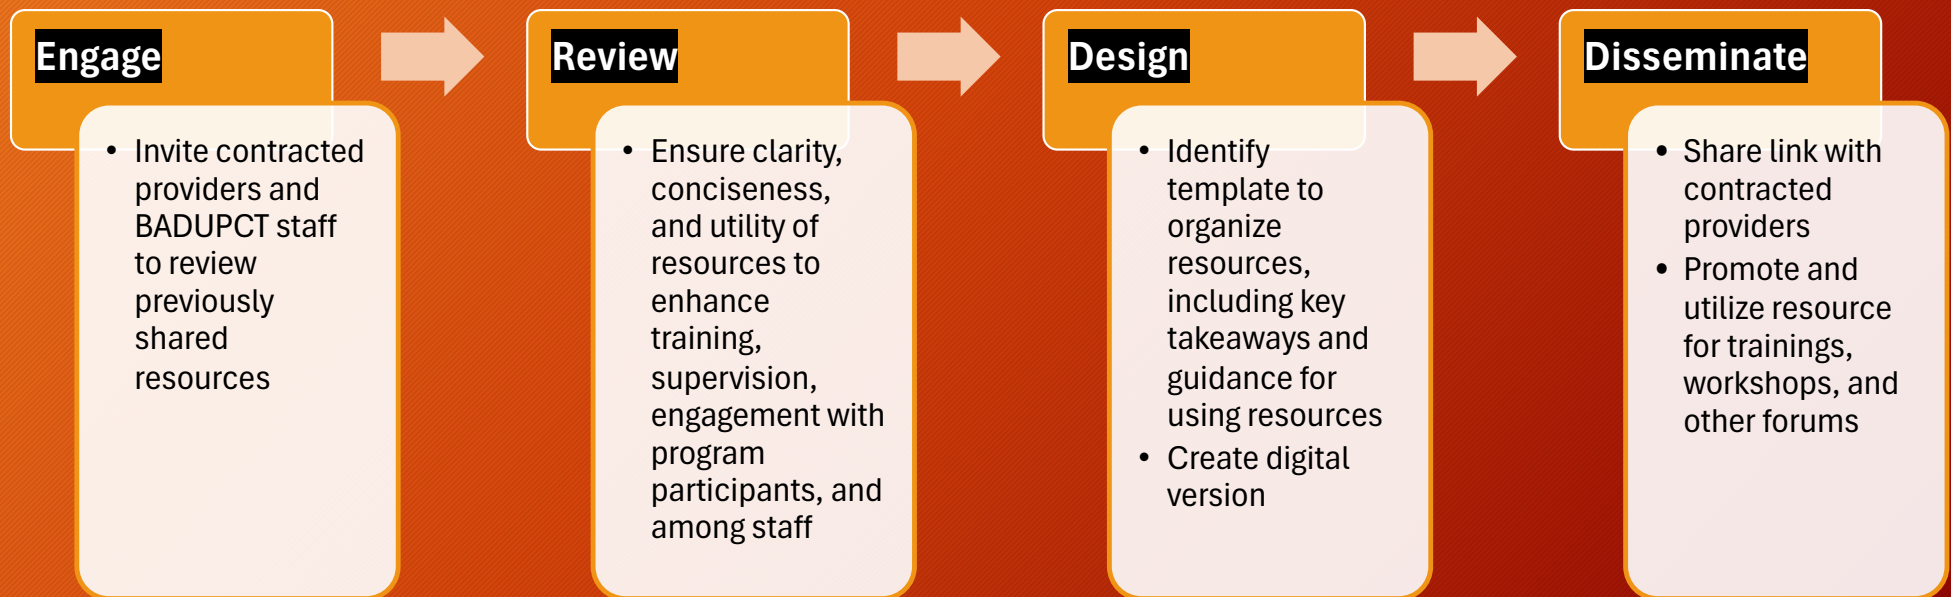 Engage
• Invite contracted
providers and
BADUPCT staff
to review
previously
shared
resources
Review
• Ensure clarity,
conciseness,
and utility of
resources to
enhance
training,
supervision,
engagement with
program
participants, and
among staff
Design
• Identify
template to
organize
resources,
including key
takeaways and
guidance for
using resources
• Create digital
version
Disseminate
• Share link with
contracted
providers
• Promote and
utilize resource
for trainings,
workshops, and
other forums